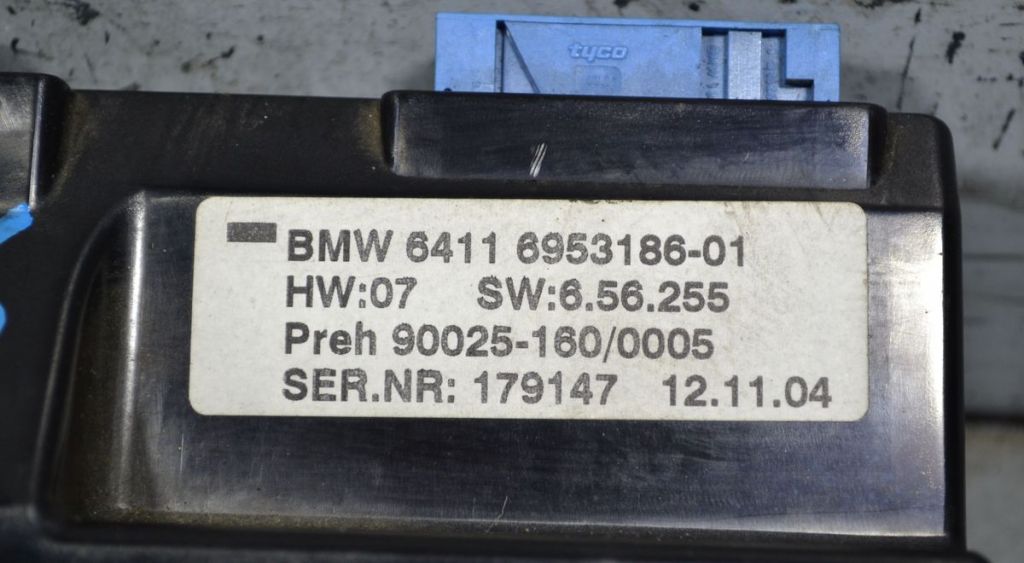 tyco
BMW 6411 6953186-01
HW:07 SW:6.56.255
Preh 90025-160/0005
SER.NR: 179147 12.11.04